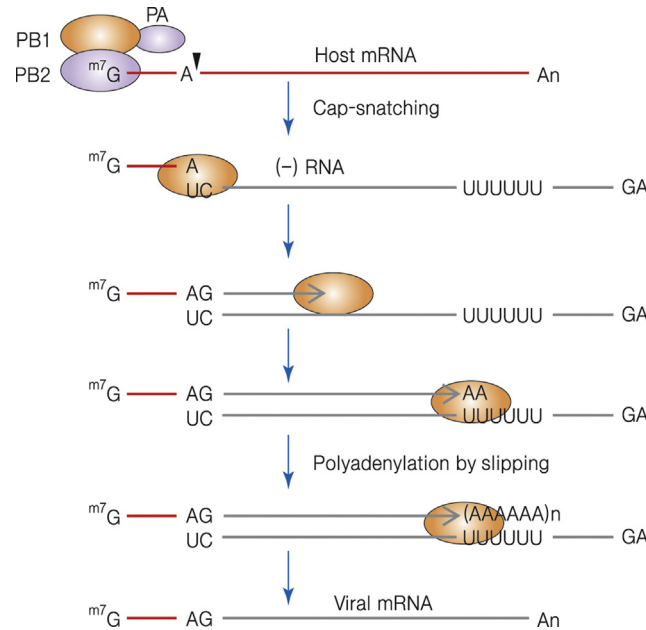 PA
PB1
PB2 m7G A Host mRNA An
Cap-snatching
m7G A (–) RNA
UC UUUUUU GA
m7G AG
UC UUUUUU GA
m7G AG AA
UC UUUUUU GA
Polyadenylation by slipping
m7G AG (AAAAAA)n
UC UUUUUU GA
m7G AG Viral mRNA An